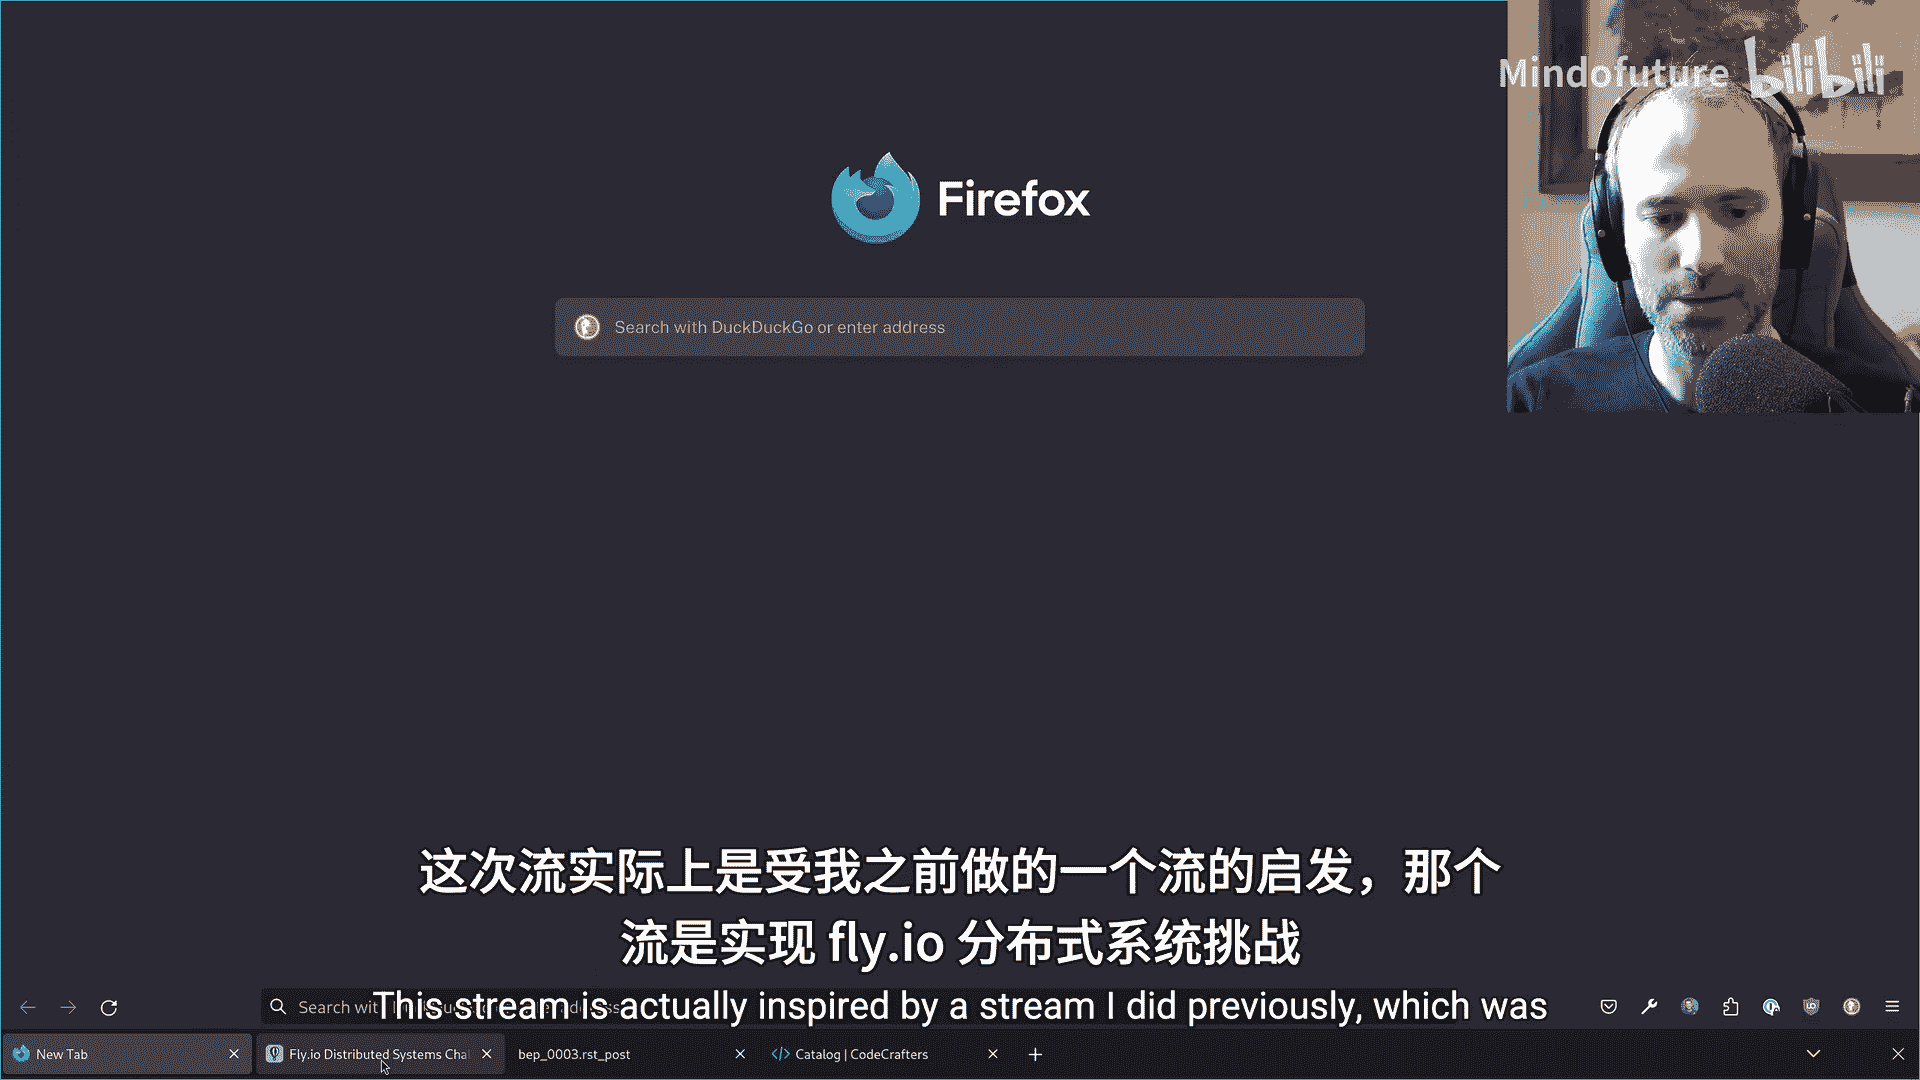 Mindofuture bilibili
Firefox
Search with DuckDuckGo or enter address
这次流实际上是受我之前做的一个流的启发，那个
流是实现 fly.io 分布式系统挑战
Search wit
This stream is actually inspired by a stream I did previously, which was
New Tab
Fly.io Distributed Systems Cha
bep_0003.rst_post
Catalog | CodeCrafters